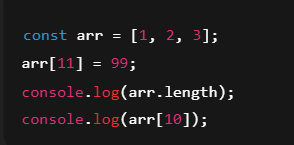 const arr = [1, 2, 3];
arr[11] = 99;
console.log(arr.length);
console.log(arr[10]);